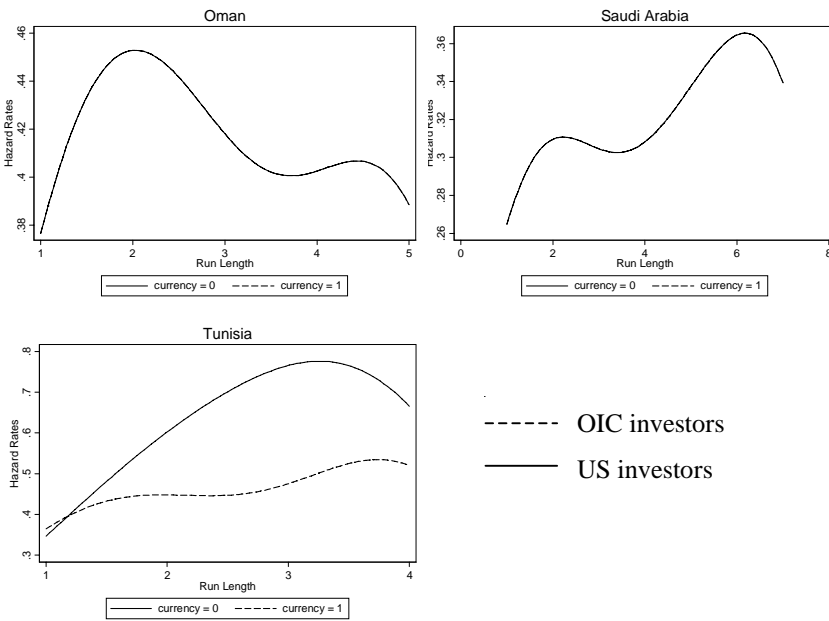 Oman
Hazard Rates
.38 .4 .42 .44 .46
1 2 3 4 5
Run Length
currency = 0 currency = 1
Saudi Arabia
Hazard Rates
.26 .28 .3 .32 .34 .36
0 2 4 6 8
Run Length
currency = 0 currency = 1
Tunisia
Hazard Rates
.3 .4 .5 .6 .7 .8
1 2 3 4
Run Length
currency = 0 currency = 1
OIC investors
US investors